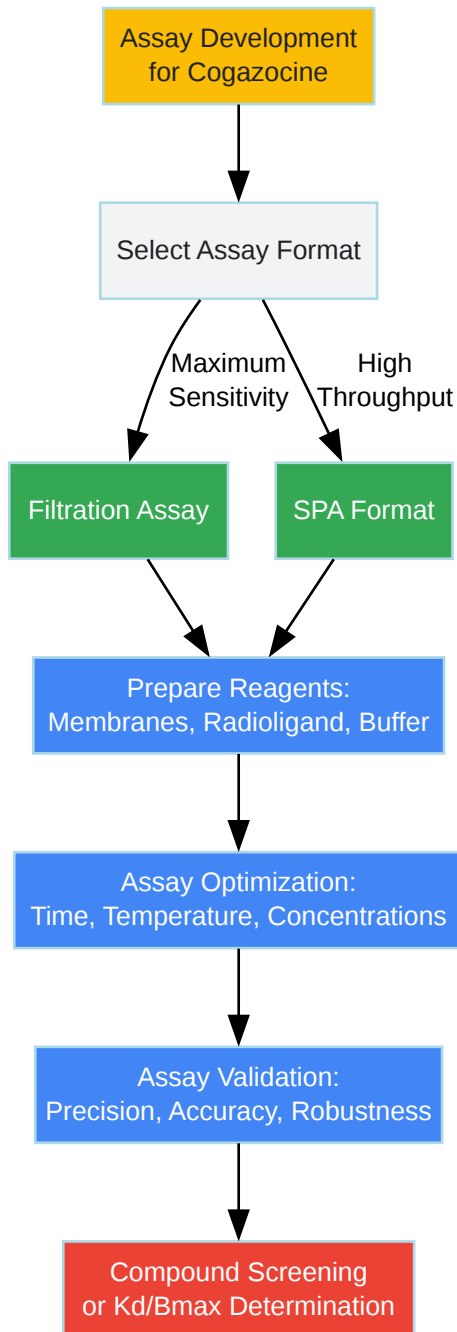 Assay Development
for Cogazocine
Select Assay Format
Maximum
Sensitivity
High
Throughput
Filtration Assay
SPA Format
Prepare Reagents:
Membranes, Radioligand, Buffer
Assay Optimization:
Time, Temperature, Concentrations
Assay Validation:
Precision, Accuracy, Robustness
Compound Screening
or Kd/Bmax Determination